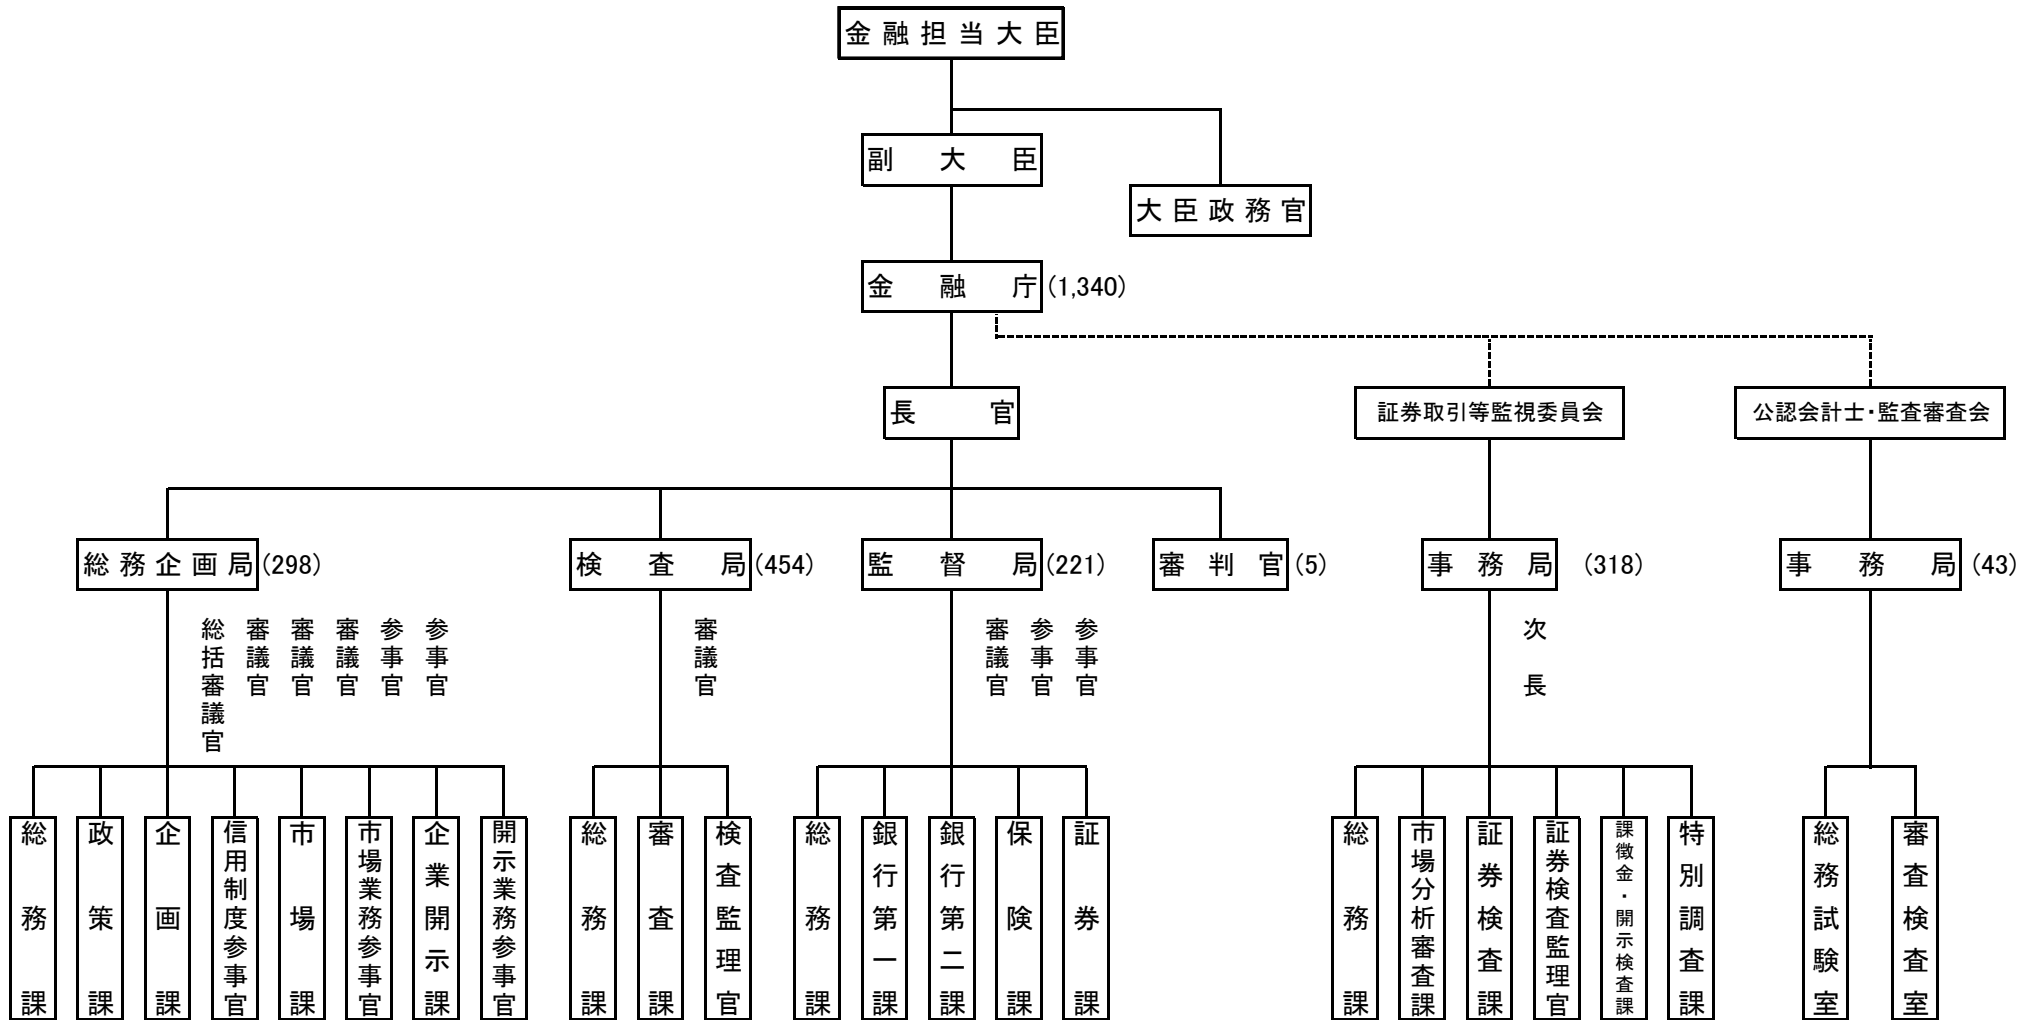 金融担当大臣
副大臣
大臣政務官
金融庁 (1,340)
長官
証券取引等監視委員会
公認会計士・監査審査会
総務企画局 (298)
検査局 (454)
監督局 (221)
審判官 (5)
事務局 (318)
事務局 (43)
総括審議官
審議官
審議官
審議官
参事官
参事官
審議官
審議官
参事官
参事官
次長
総務課
政策課
企画課
信用制度参事官
市場課
市場業務参事官
企業開示課
開示業務参事官
総務課
審査課
検査監理官
総務課
銀行第一課
銀行第二課
保険課
証券課
総務課
市場分析審査課
証券検査課
証券検査監理官
課徴金・開示検査課
特別調査課
総務試験室
審査検査室